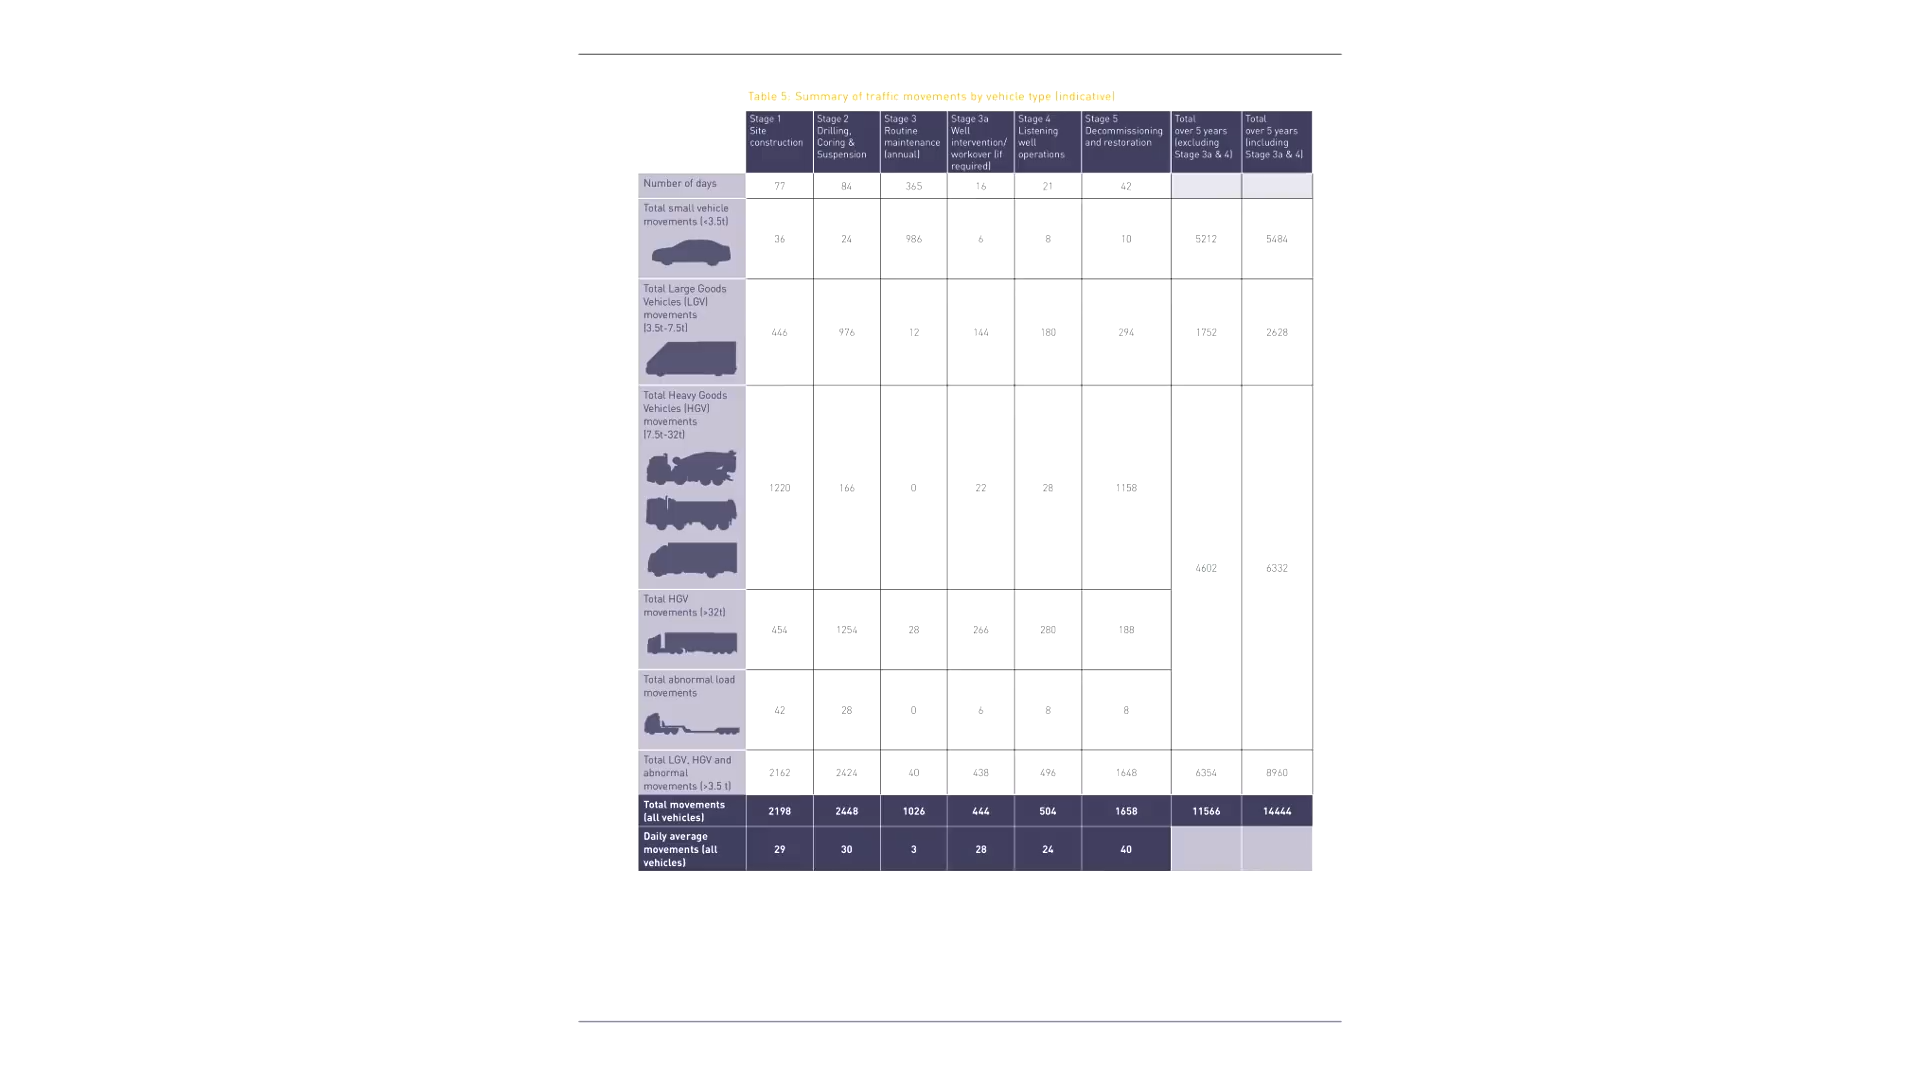 Table 5: Summary of traffic movements by vehicle type (indicative)
Stage 1
Site
construction
Stage 2
Drilling,
Coring &
Suspension
Stage 3
Routine
maintenance
(annual)
Stage 3a
Well
intervention/
workover (if
required)
Stage 4
Listening
well
operations
Stage 5
Decommissioning
and restoration
Total
over 5 years
(excluding
Stage 3a & 4)
Total
over 5 years
(including
Stage 3a & 4)
Number of days
77 84 365 16 21 42
Total small vehicle
movements (<3.5t)
36 24 986 6 8 10 5212 5484
Total Large Goods
Vehicles (LGV)
movements
(3.5t-7.5t)
446 976 12 144 180 294 1752 2628
Total Heavy Goods
Vehicles (HGV)
movements
(7.5t-32t)
1220 166 0 22 28 1158
4602 6332
Total HGV
movements (>32t)
454 1254 28 266 280 188
Total abnormal load
movements
42 28 0 6 8 8
Total LGV, HGV and
abnormal
movements (>3.5 t)
2162 2424 40 438 496 1648 6354 8960
Total movements
(all vehicles)
2198 2448 1026 444 504 1658 11566 14444
Daily average
movements (all
vehicles)
29 30 3 28 24 40